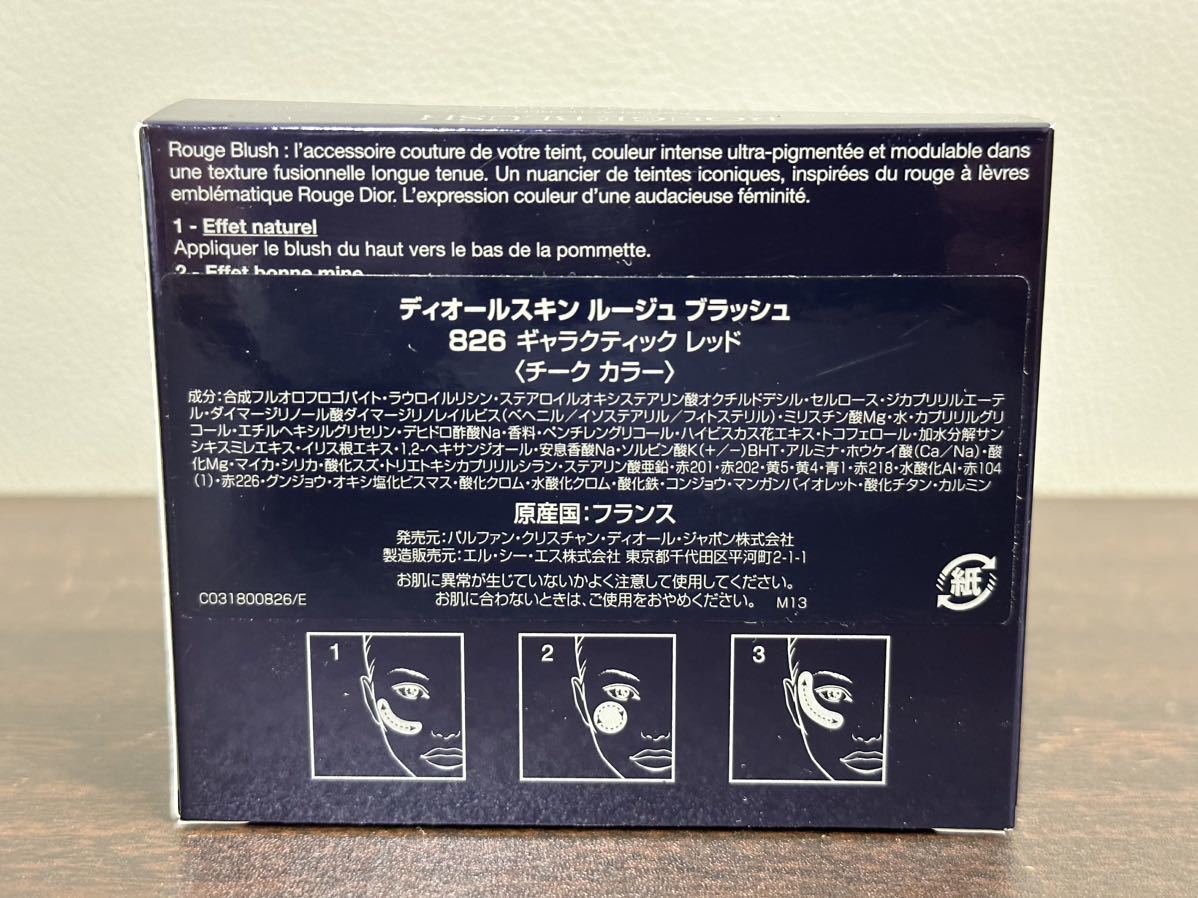 ROUGE BLUSH
Rouge Blush : l'accessoire couture de votre teint, couleur intense ultra-pigmentée et modulable dans
une texture fusionnelle longue tenue. Un nuancier de teintes iconiques, inspirées du rouge à lèvres
emblématique Rouge Dior. L'expression couleur d'une audacieuse féminité.
1 - Effet naturel
Appliquer le blush du haut vers le bas de la pommette.
2 - Effet bonne mine
ディオールスキン ルージュ ブラッシュ
826 ギャラクティック レッド
〈チーク カラー〉
成分:合成フルオロフロゴパイト・ラウロイルリシン・ステアロイルオキシステアリン酸オクチルドデシル・セルロース・ジカプリリルエーテ
ル・ダイマージリノール酸ダイマージリノレイルビス(ベヘニル/イソステアリル/フィトステリル)・ミリスチン酸Mg・水・カプリリルグリ
コール・エチルヘキシルグリセリン・デヒドロ酢酸Na・香料・ペンチレングリコール・ハイビスカス花エキス・トコフェロール・加水分解サン
シキスミレエキス・イリス根エキス・1,2-ヘキサンジオール・安息香酸Na・ソルビン酸K(+/-)BHT・アルミナ・ホウケイ酸(Ca/Na)・酸
化Mg・マイカ・シリカ・酸化スズ・トリエトキシカプリリルシラン・ステアリン酸亜鉛・赤201・赤202・黄5・黄4・青1・赤218・水酸化Al・赤104
(1)・赤226・グンジョウ・オキシ塩化ビスマス・酸化クロム・水酸化クロム・酸化鉄・コンジョウ・マンガンバイオレット・酸化チタン・カルミン
原産国:フランス
発売元:パルファン・クリスチャン・ディオール・ジャポン株式会社
製造販売元:エル・シー・エス株式会社 東京都千代田区平河町2-1-1
お肌に異常が生じていないかよく注意して使用してください。
C031800826/E お肌に合わないときは、ご使用をおやめください。 M13
紙
1 2 3